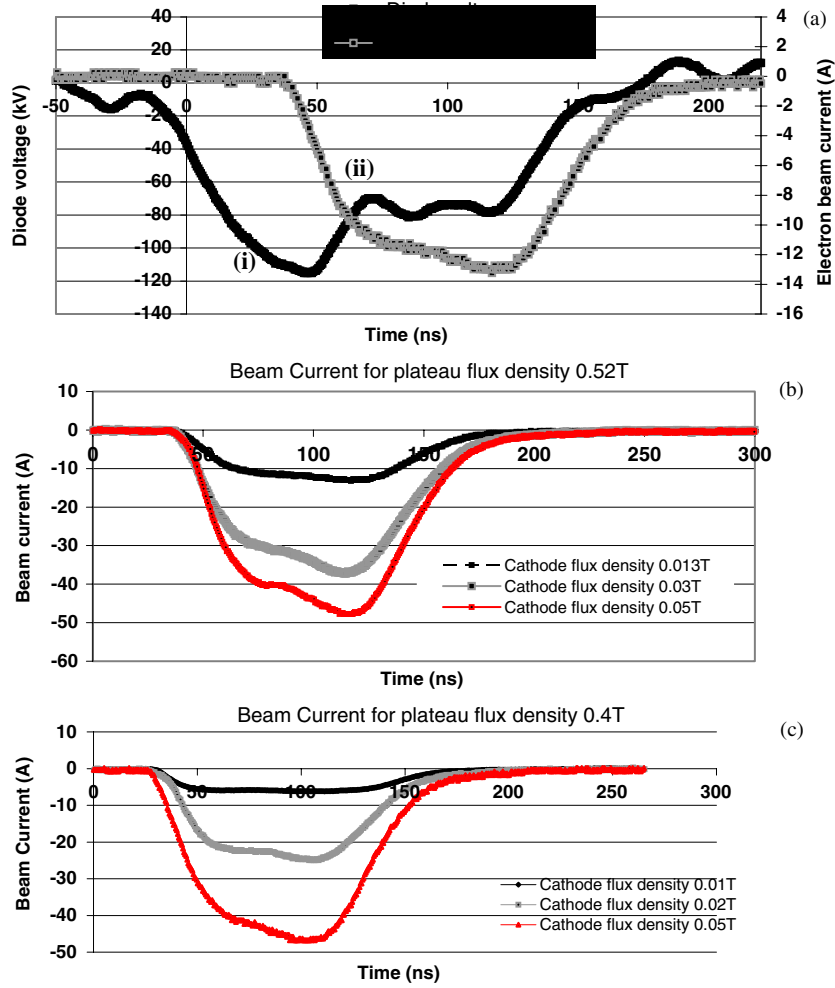 (a)
40
20
0
-20
-40
-60
-80
-100
-120
-140
Diode voltage (kV)
-50
0
50
100
150
200
4
2
0
-2
-4
-6
-8
-10
-12
-14
-16
Electron beam current (A)
(i)
(ii)
Time (ns)
Beam Current for plateau flux density 0.52T
(b)
10
0
-10
-20
-30
-40
-50
-60
Beam current (A)
0
50
100
150
200
250
300
Cathode flux density 0.013T
Cathode flux density 0.03T
Cathode flux density 0.05T
Time (ns)
Beam Current for plateau flux density 0.4T
(c)
10
0
-10
-20
-30
-40
-50
Beam Current (A)
0
50
100
150
200
250
300
Cathode flux density 0.01T
Cathode flux density 0.02T
Cathode flux density 0.05T
Time (ns)